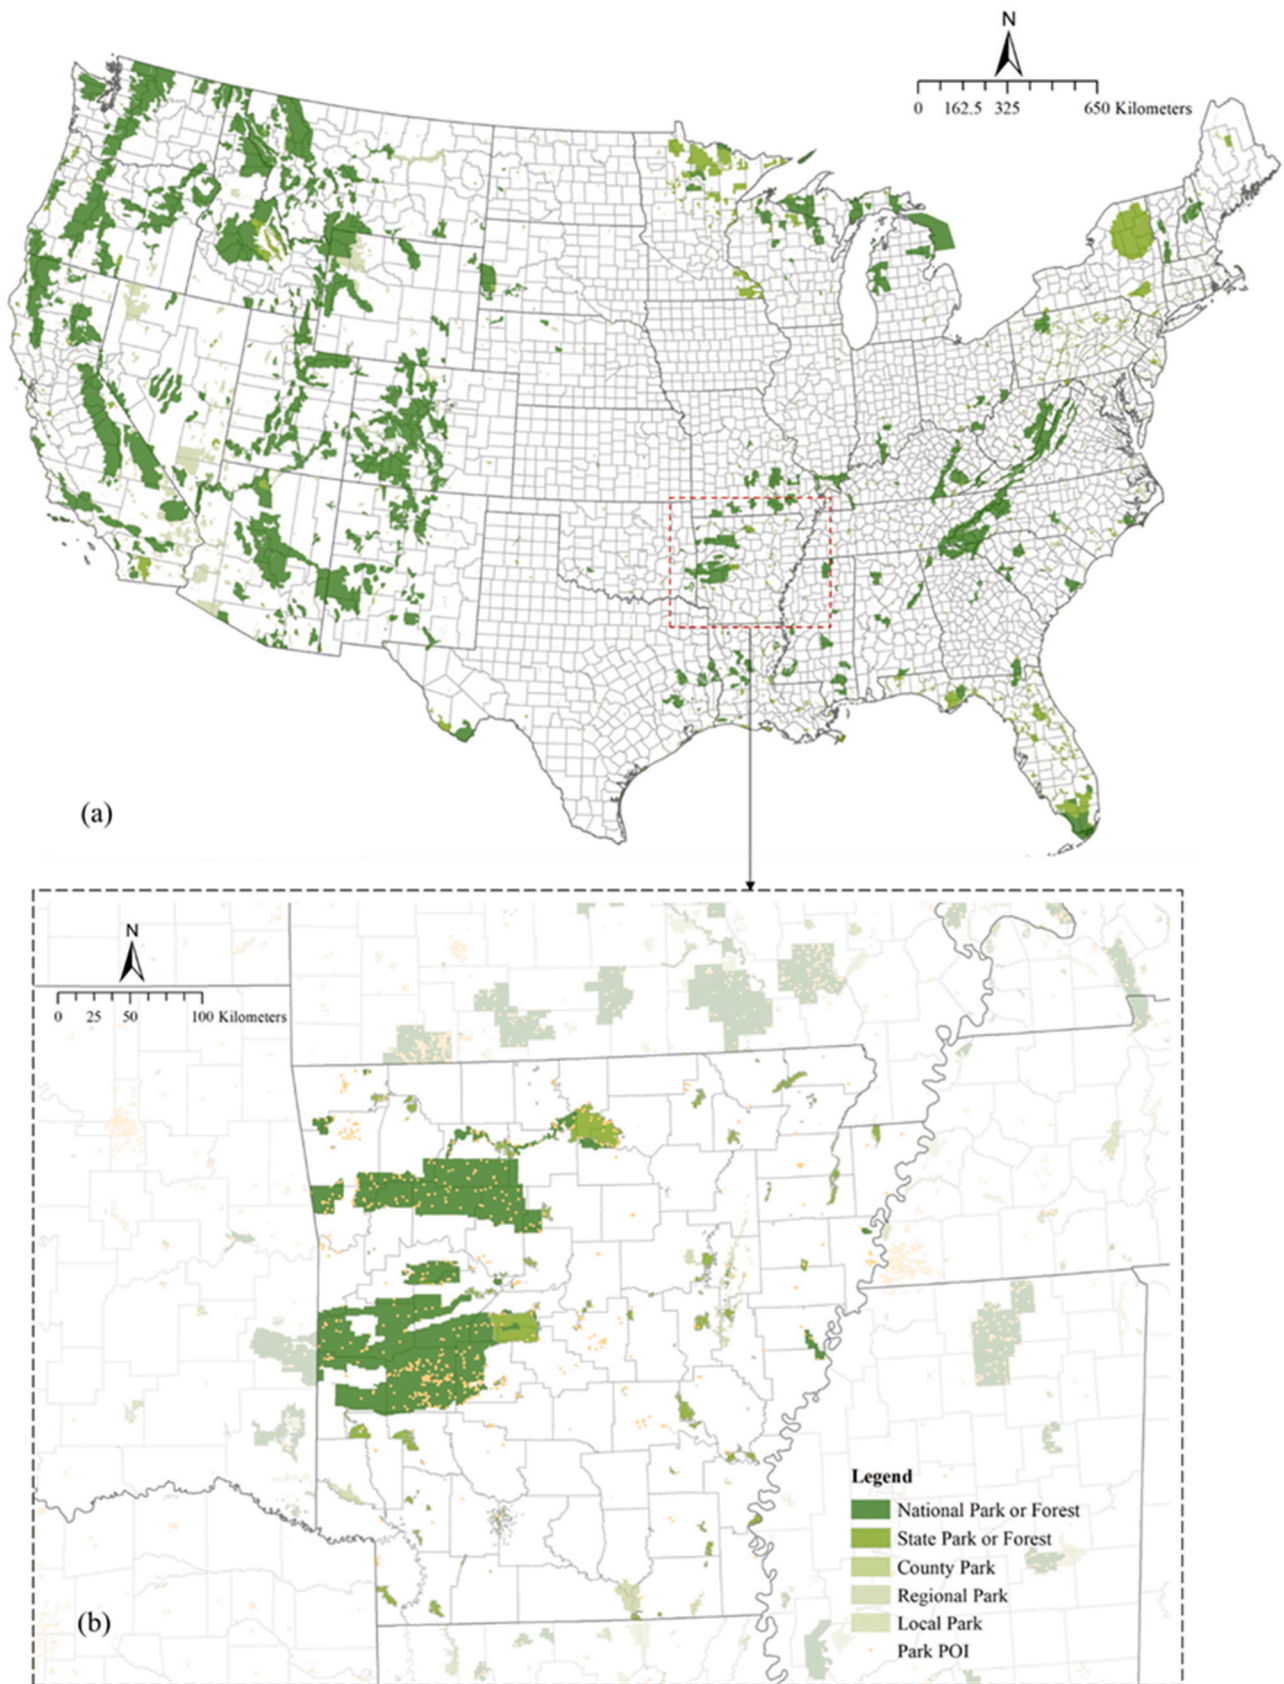 N
0 162.5 325 650 Kilometers
(a)
N
0 25 50 100 Kilometers
Legend
National Park or Forest
State Park or Forest
County Park
Regional Park
Local Park
Park POI
(b)